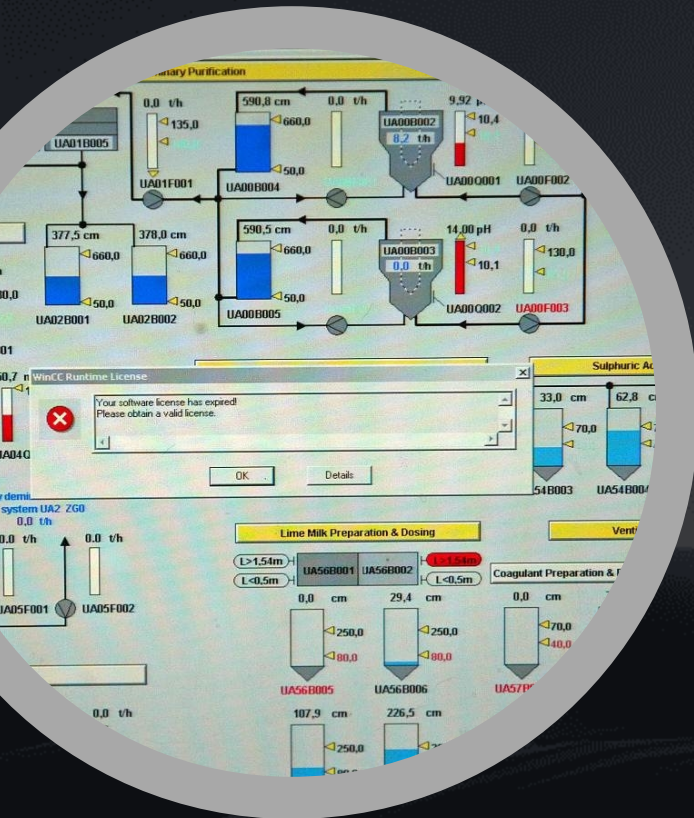 inary Purification
0,0 t/h
590,8 cm
0,0 t/h
9,92
135,0
660,0
UA00B002
10,4
8,2 t/h
UA01B005
50,0
UA01F001
UA00B004
UA00Q001
UA00F002
377,5 cm
378,0 cm
590,5 cm
0,0 t/h
14,00 pH
0,0 t/h
660,0
660,0
660,0
UA00B003
130,0
0,0 t/h
10,1
50,0
50,0
50,0
UA02B001
UA02B002
UA00B005
UA00Q002
UA00F003
01
WinCC Runtime License
Sulphuric Ac
Your software license has expired!
Please obtain a valid license.
33,0 cm
62,8
70,0
OK
Details
54B003
UA54B004
system UA2 ZG0
0,0 t/h
0,0 t/h
0.0 t/h
Lime Milk Preparation & Dosing
Venti
L>1,54m
UA56B001
UA56B002
L>1,54m
L<0,5m
L<0,5m
Coagulant Preparation &
UA05F001
UA05F002
0,0 cm
29,4 cm
0,0 cm
250,0
250,0
70,0
80,0
80,0
40,0
UA56B005
UA56B006
UA57B
0,0 t/h
107,9 cm
226,5 cm
250,0